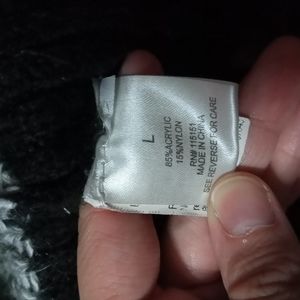 L
85%ACRYLIC
15%NYLON
RN# 115151
MADE IN CHINA
SEE REVERSE FOR CARE